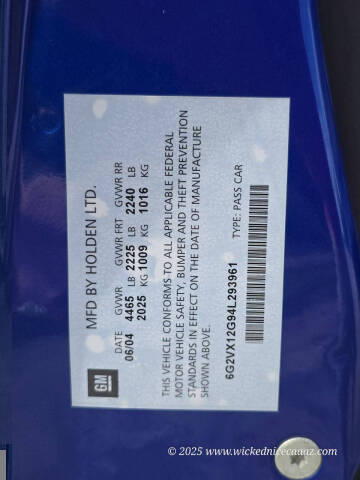 GM
MFD BY HOLDEN LTD.
DATE GVWR GVWR FRT GVWR RR
06/04 4465 LB 2225 LB 2240 LB
2025 KG 1009 KG 1016 KG
THIS VEHICLE CONFORMS TO ALL APPLICABLE FEDERAL
MOTOR VEHICLE SAFETY, BUMPER AND THEFT PREVENTION
STANDARDS IN EFFECT ON THE DATE OF MANUFACTURE
SHOWN ABOVE.
6G2VX12G94L293961 TYPE: PASS CAR
© 2025 www.wickednicecauaz.com